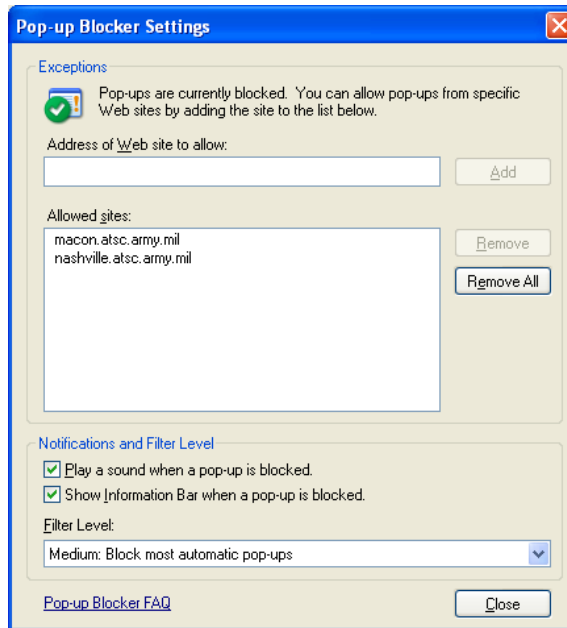 Pop-up Blocker Settings
Exceptions
Pop-ups are currently blocked. You can allow pop-ups from specific
Web sites by adding the site to the list below.
Address of Web site to allow:
Add
Allowed sites:
macon.atsc.army.mil
nashville.atsc.army.mil
Remove
Remove All
Notifications and Filter Level
Play a sound when a pop-up is blocked.
Show Information Bar when a pop-up is blocked.
Filter Level:
Medium: Block most automatic pop-ups
Pop-up Blocker FAQ
Close